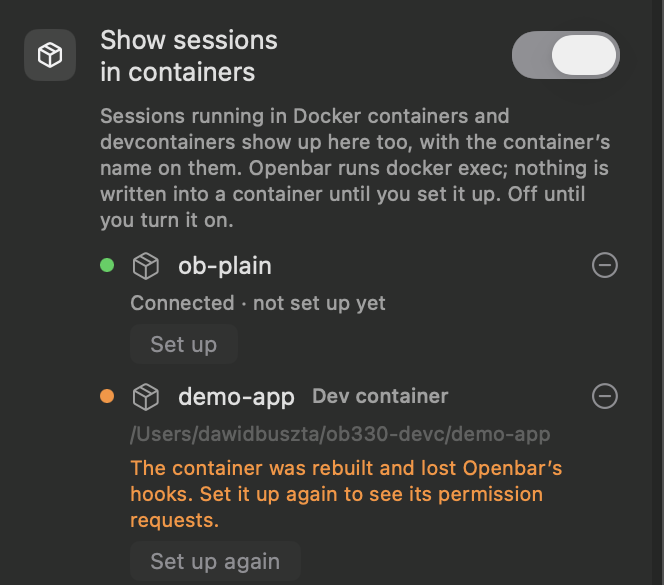 Show sessions
in containers
Sessions running in Docker containers and
devcontainers show up here too, with the container's
name on them. Openbar runs docker exec; nothing is
written into a container until you set it up. Off until
you turn it on.
ob-plain
Connected · not set up yet
Set up
demo-app Dev container
/Users/dawidbuszta/ob330-devc/demo-app
The container was rebuilt and lost Openbar's
hooks. Set it up again to see its permission
requests.
Set up again